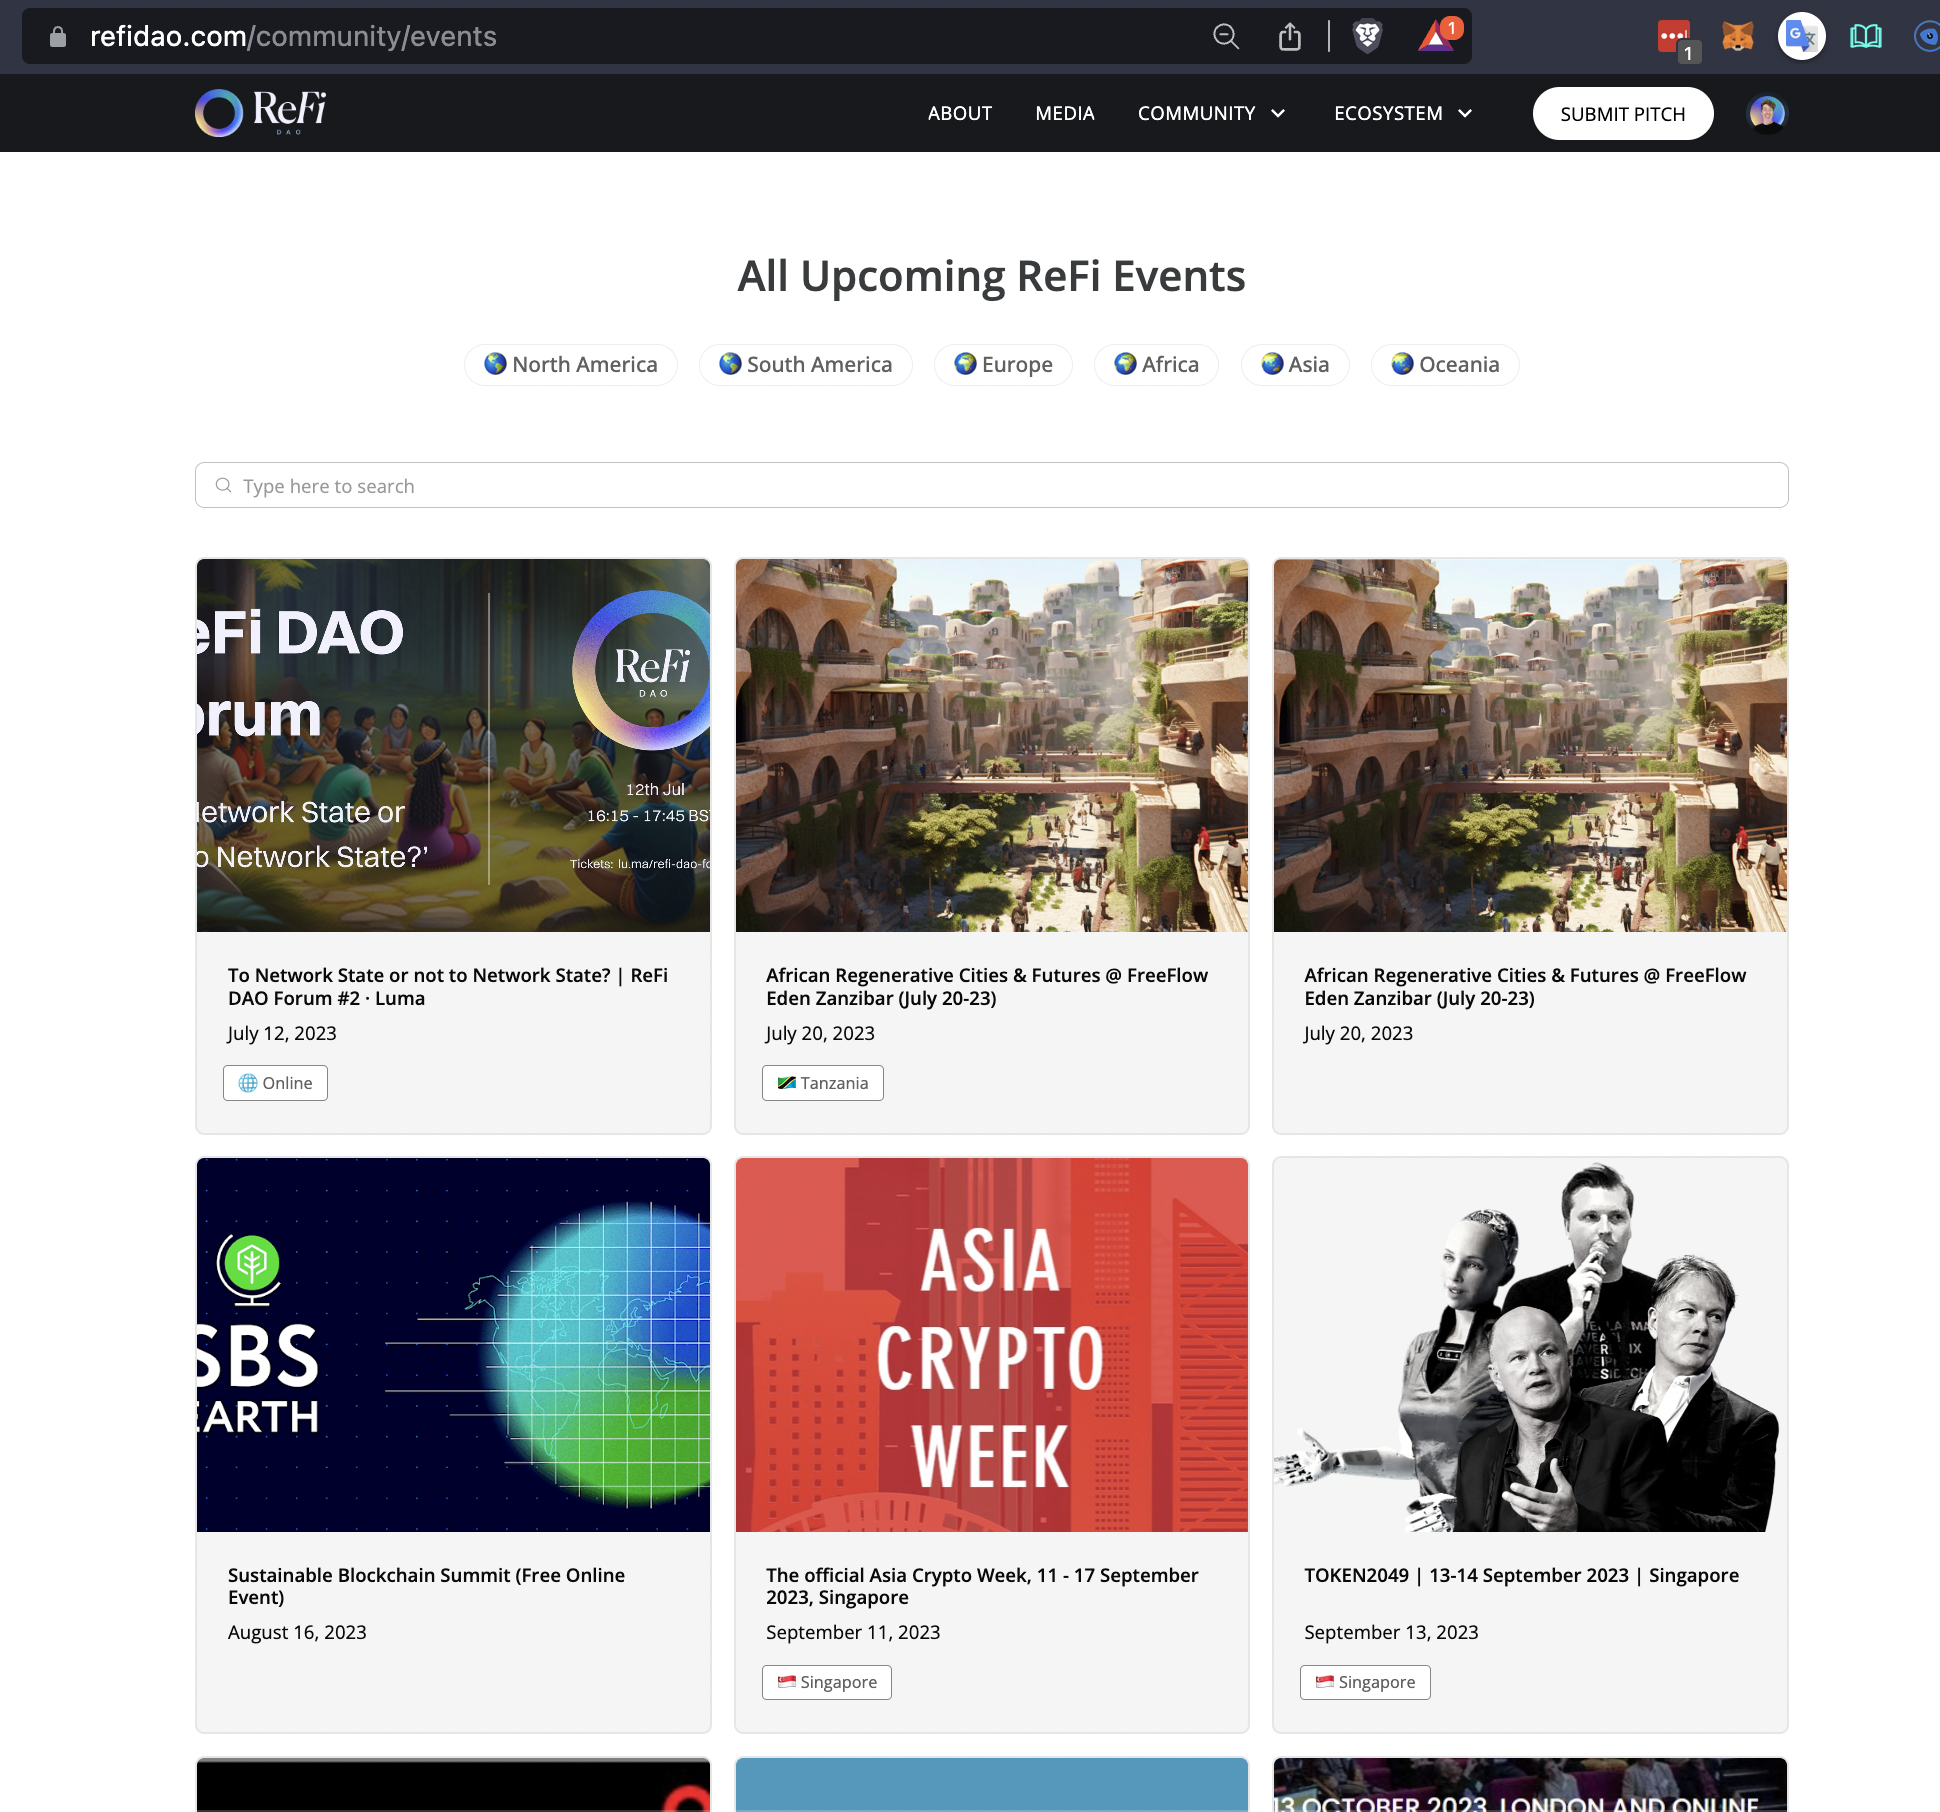 refidao.com/community/events
1
1
ReFi
DAO
ABOUT
MEDIA
COMMUNITY
ECOSYSTEM
SUBMIT PITCH
All Upcoming ReFi Events
North America
South America
Europe
Africa
Asia
Oceania
Type here to search
eFi DAO
orum
Network State or
o Network State?’
ReFi
DAO
12th Jul
16:15 - 17:45 BST
Tickets: lu.ma/refi-dao-fo
To Network State or not to Network State? | ReFi
DAO Forum #2 · Luma
July 12, 2023
Online
African Regenerative Cities & Futures @ FreeFlow
Eden Zanzibar (July 20-23)
July 20, 2023
Tanzania
African Regenerative Cities & Futures @ FreeFlow
Eden Zanzibar (July 20-23)
July 20, 2023
SBS
EARTH
Sustainable Blockchain Summit (Free Online
Event)
August 16, 2023
ASIA
CRYPTO
WEEK
The official Asia Crypto Week, 11 - 17 September
2023, Singapore
September 11, 2023
Singapore
TOKEN2049 | 13-14 September 2023 | Singapore
September 13, 2023
Singapore
13 OCTOBER 2023, LONDON AND ONLINE